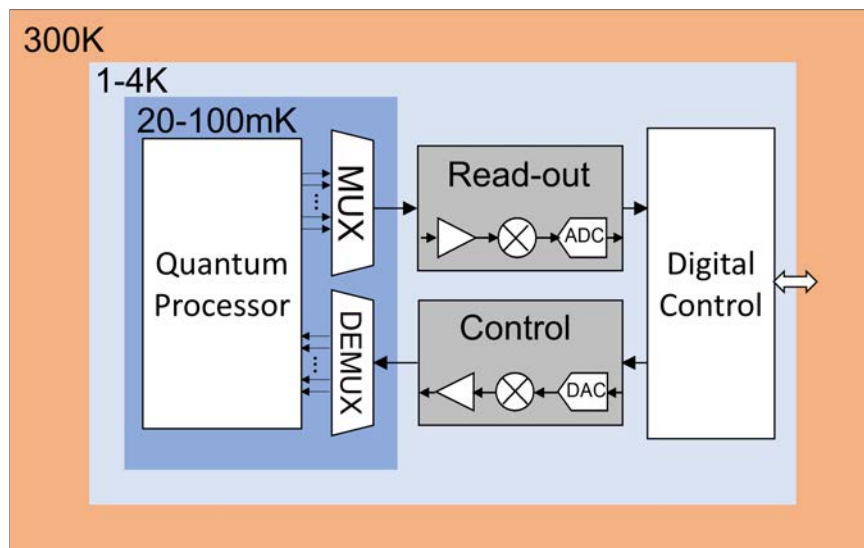 300K
1-4K
20-100mK
Quantum
Processor
MUX
DEMUX
Read-out
ADC
Control
DAC
Digital
Control